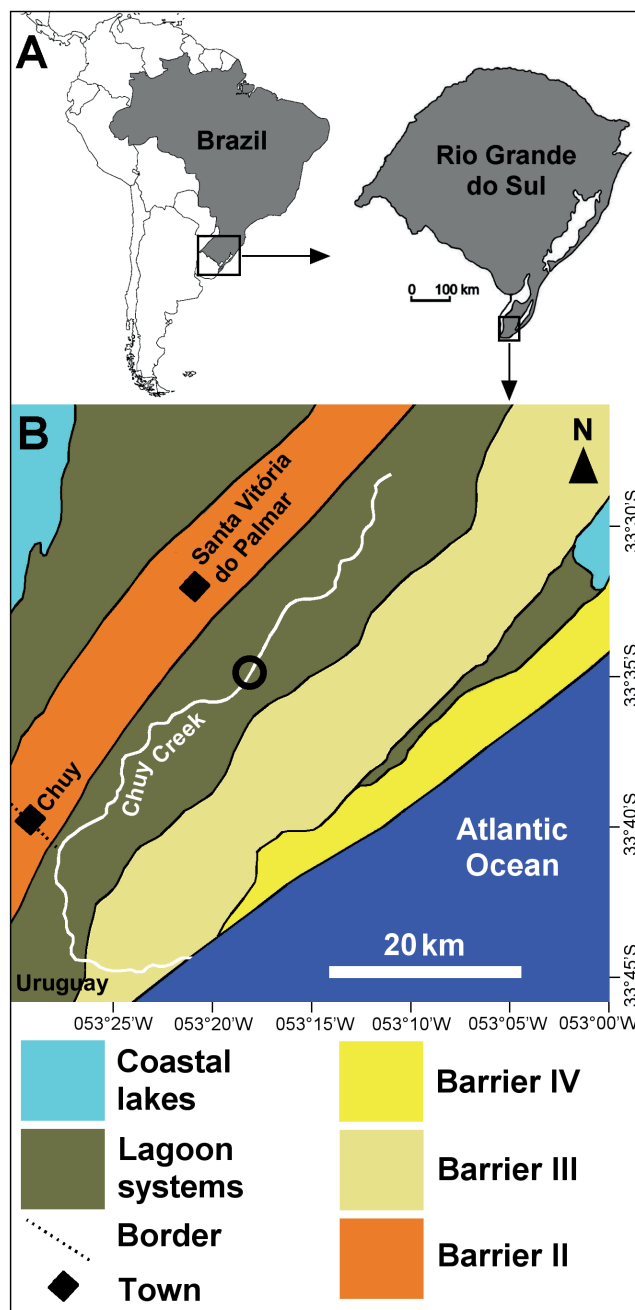 A
Brazil
Rio Grande
do Sul
0 100 km
B
N
Santa Vitória
do Palmar
Chuy Creek
Chuy
Atlantic
Ocean
20 km
Uruguay
33°30'S
33°35'S
33°40'S
33°45'S
053°25'W 053°20'W 053°15'W 053°10'W 053°05'W 053°00'W
Coastal
lakes
Lagoon
systems
Border
Town
Barrier IV
Barrier III
Barrier II